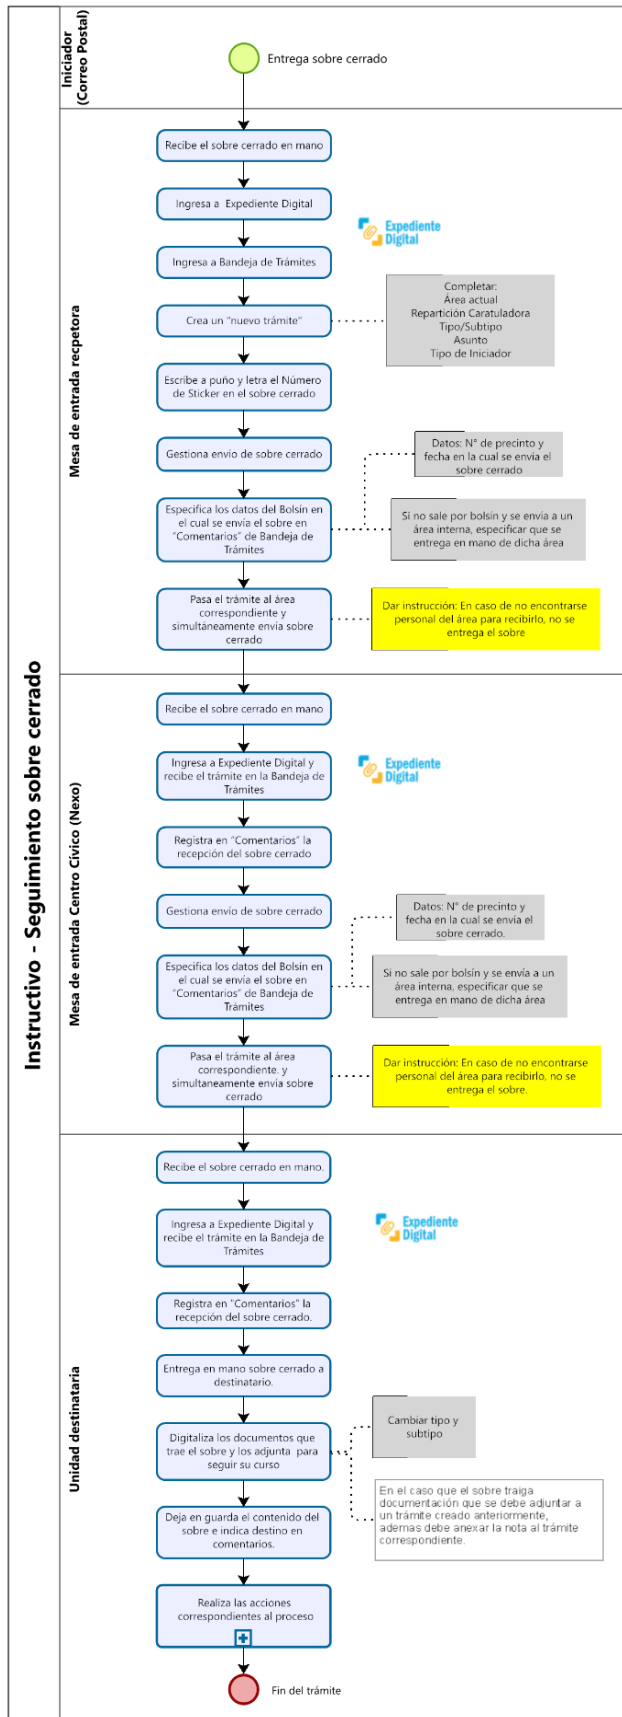 Instructivo - Seguimiento sobre cerrado
Iniciador
(Correo Postal)
Entrega sobre cerrado
Mesa de entrada recpetora
Recibe el sobre cerrado en mano
Ingresa a Expediente Digital
Expediente
Digital
Ingresa a Bandeja de Trámites
Crea un "nuevo trámite"
Completar:
Área actual
Repartición Caratuladora
Tipo/Subtipo
Asunto
Tipo de Iniciador
Escribe a puño y letra el Número
de Sticker en el sobre cerrado
Gestiona envío de sobre cerrado
Datos: N° de precinto y
fecha en la cual se envía el
sobre cerrado
Especifica los datos del Bolsín en
el cual se envía el sobre en
"Comentarios" de Bandeja de
Trámites
Si no sale por bolsín y se envía a un
área interna, especificar que se
entrega en mano de dicha área
Pasa el trámite al área
correspondiente y
simultáneamente envía sobre
cerrado
Dar instrucción: En caso de no encontrarse
personal del área para recibirlo, no se
entrega el sobre
Mesa de entrada Centro Cívico (Nexo)
Recibe el sobre cerrado en mano
Ingresa a Expediente Digital y
recibe el trámite en la Bandeja de
Trámites
Expediente
Digital
Registra en "Comentarios" la
recepción del sobre cerrado
Gestiona envío de sobre cerrado
Datos: N° de precinto y
fecha en la cual se envía el
sobre cerrado.
Especifica los datos del Bolsín en
el cual se envía el sobre en
"Comentarios" de Bandeja de
Trámites
Si no sale por bolsín y se envía a un
área interna, especificar que se
entrega en mano de dicha área
Pasa el trámite al área
correspondiente. y
simultaneamente envía sobre
cerrado
Dar instrucción: En caso de no encontrarse
personal del área para recibirlo, no se
entrega el sobre.
Unidad destinataria
Recibe el sobre cerrado en mano.
Ingresa a Expediente Digital y
recibe el trámite en la Bandeja de
Trámites
Expediente
Digital
Registra en "Comentarios" la
recepción del sobre cerrado.
Entrega en mano sobre cerrado a
destinatario.
Digitaliza los documentos que
trae el sobre y los adjunta para
seguir su curso
Cambiar tipo y
subtipo
En el caso que el sobre traiga
documentación que se debe adjuntar a
un trámite creado anteriormente,
ademas debe anexar la nota al trámite
correspondiente.
Deja en guarda el contenido del
sobre e indica destino en
comentarios.
Realiza las acciones
correspondientes al proceso
Fin del trámite